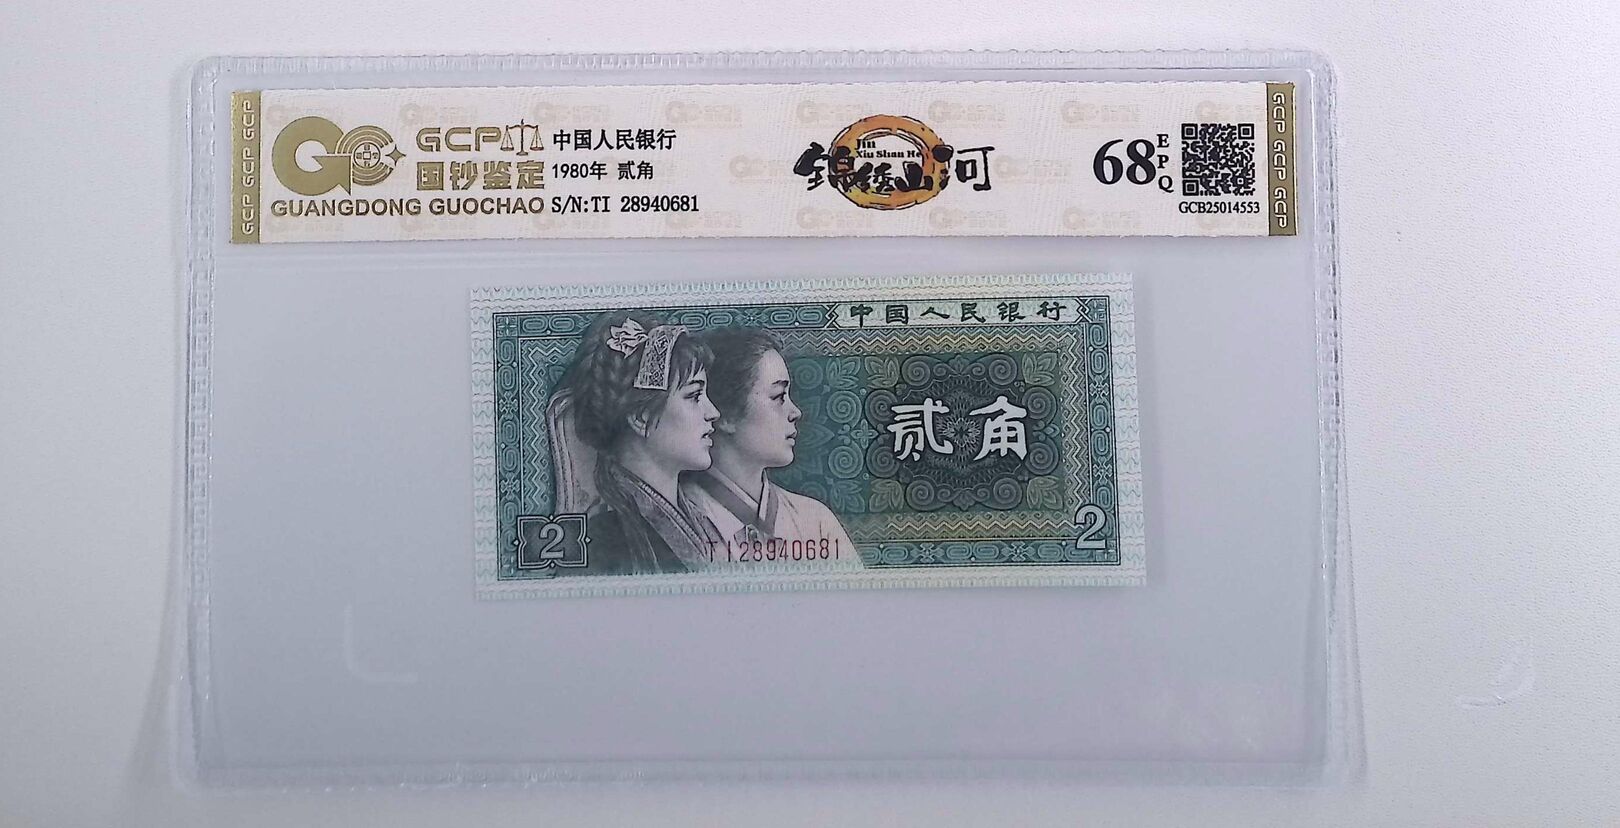 GCP GCP GCP
GCP
国钞鉴定
GUANGDONG GUOCHAO
中国人民银行
1980年 贰角
S/N:TI 28940681
Jin
Xiu Shan He
锦绣山河
68
EPQ
GCB25014553
GCP GCP GCP
中国人民银行
贰角
2
2
TI28940681